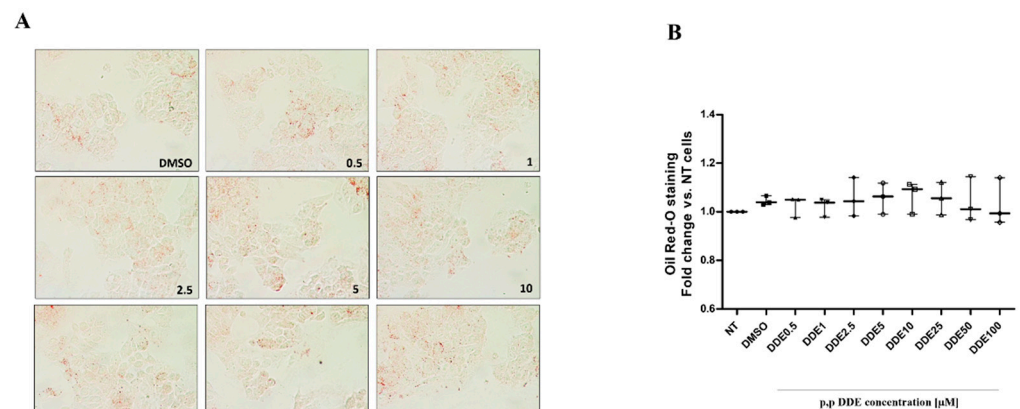 A
B
DMSO
0.5
1
2.5
5
10
Oil Red-O staining
Fold change vs. NT cells
1.4
1.2
1.0
0.8
0.6
NT
DMSO
DDE0.5
DDE1
DDE2.5
DDE5
DDE10
DDE25
DDE50
DDE100
p,p DDE concentration [µM]